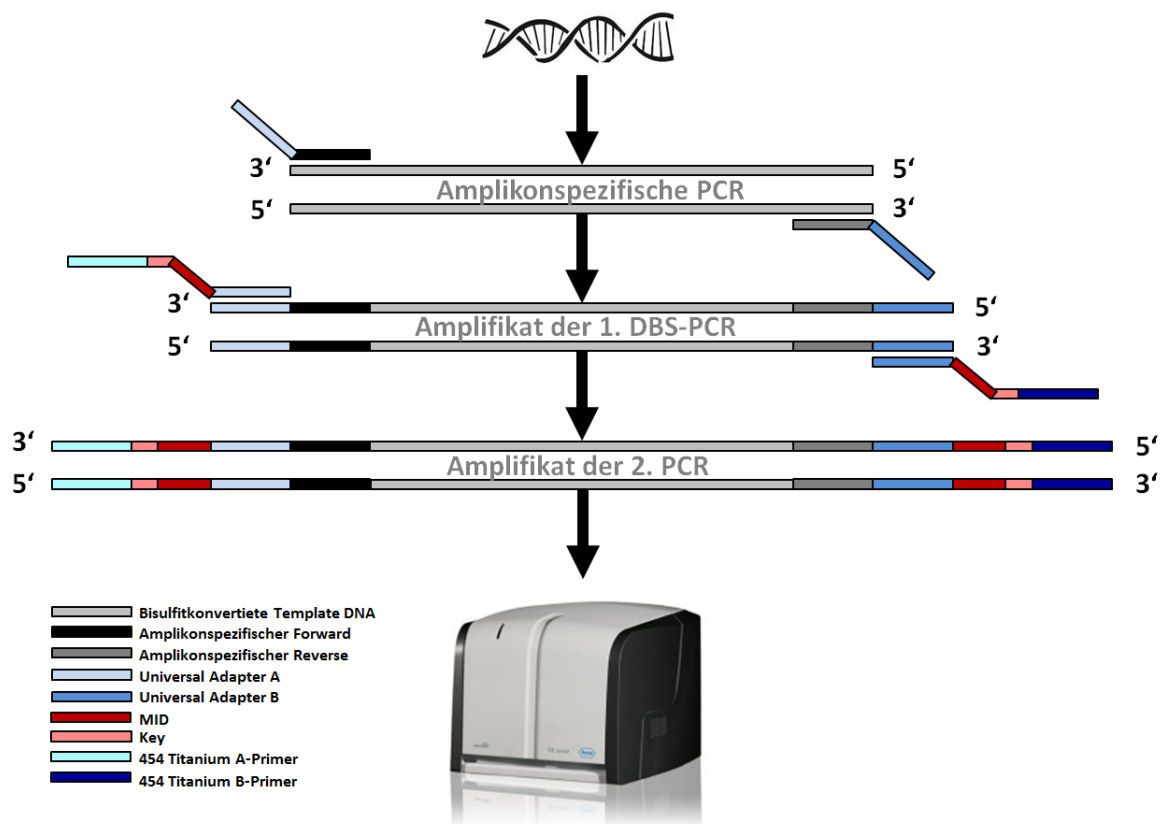 3‘ 5‘
Amplikonspezifische PCR
5‘ 3‘
3‘ 5‘
Amplifikat der 1. DBS-PCR
5‘ 3‘
3‘ 5‘
Amplifikat der 2. PCR
5‘ 3‘
Bisulfitkonvertiete Template DNA
Amplikonspezifischer Forward
Amplikonspezifischer Reverse
Universal Adapter A
Universal Adapter B
MID
Key
454 Titanium A-Primer
454 Titanium B-Primer